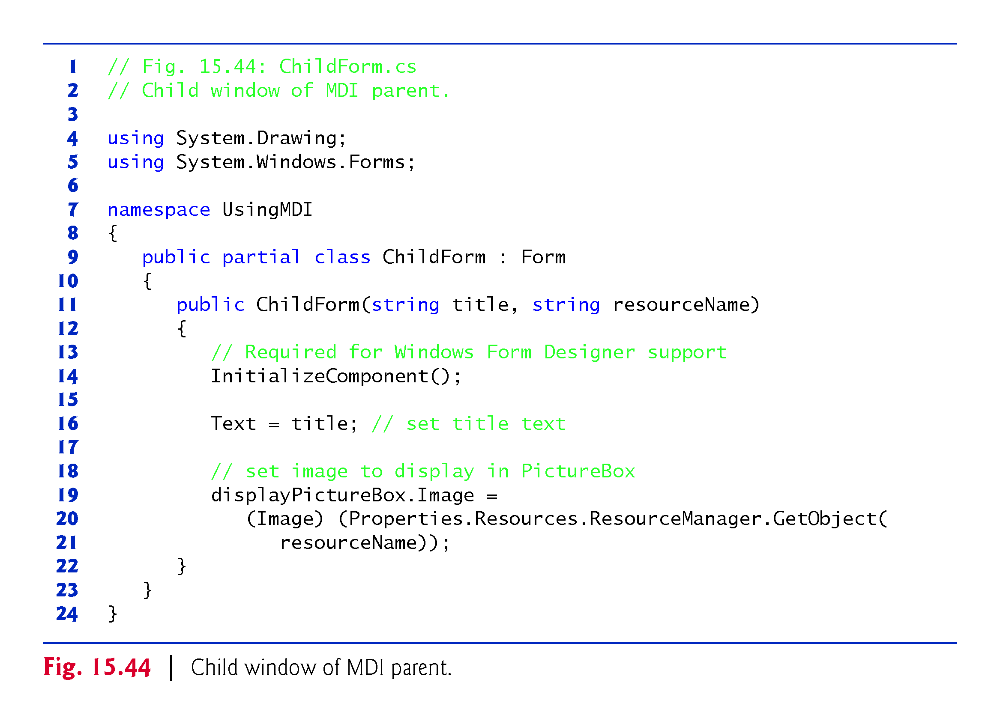 1 // Fig. 15.44: ChildForm.cs
2 // Child window of MDI parent.
3
4 using System.Drawing;
5 using System.Windows.Forms;
6
7 namespace UsingMDI
8 {
9    public partial class ChildForm : Form
10    {
11       public ChildForm(string title, string resourceName)
12       {
13          // Required for Windows Form Designer support
14          InitializeComponent();
15
16          Text = title; // set title text
17
18          // set image to display in PictureBox
19          displayPictureBox.Image =
20             (Image) (Properties.Resources.ResourceManager.GetObject(
21                resourceName));
22       }
23    }
24 }
Fig. 15.44 | Child window of MDI parent.